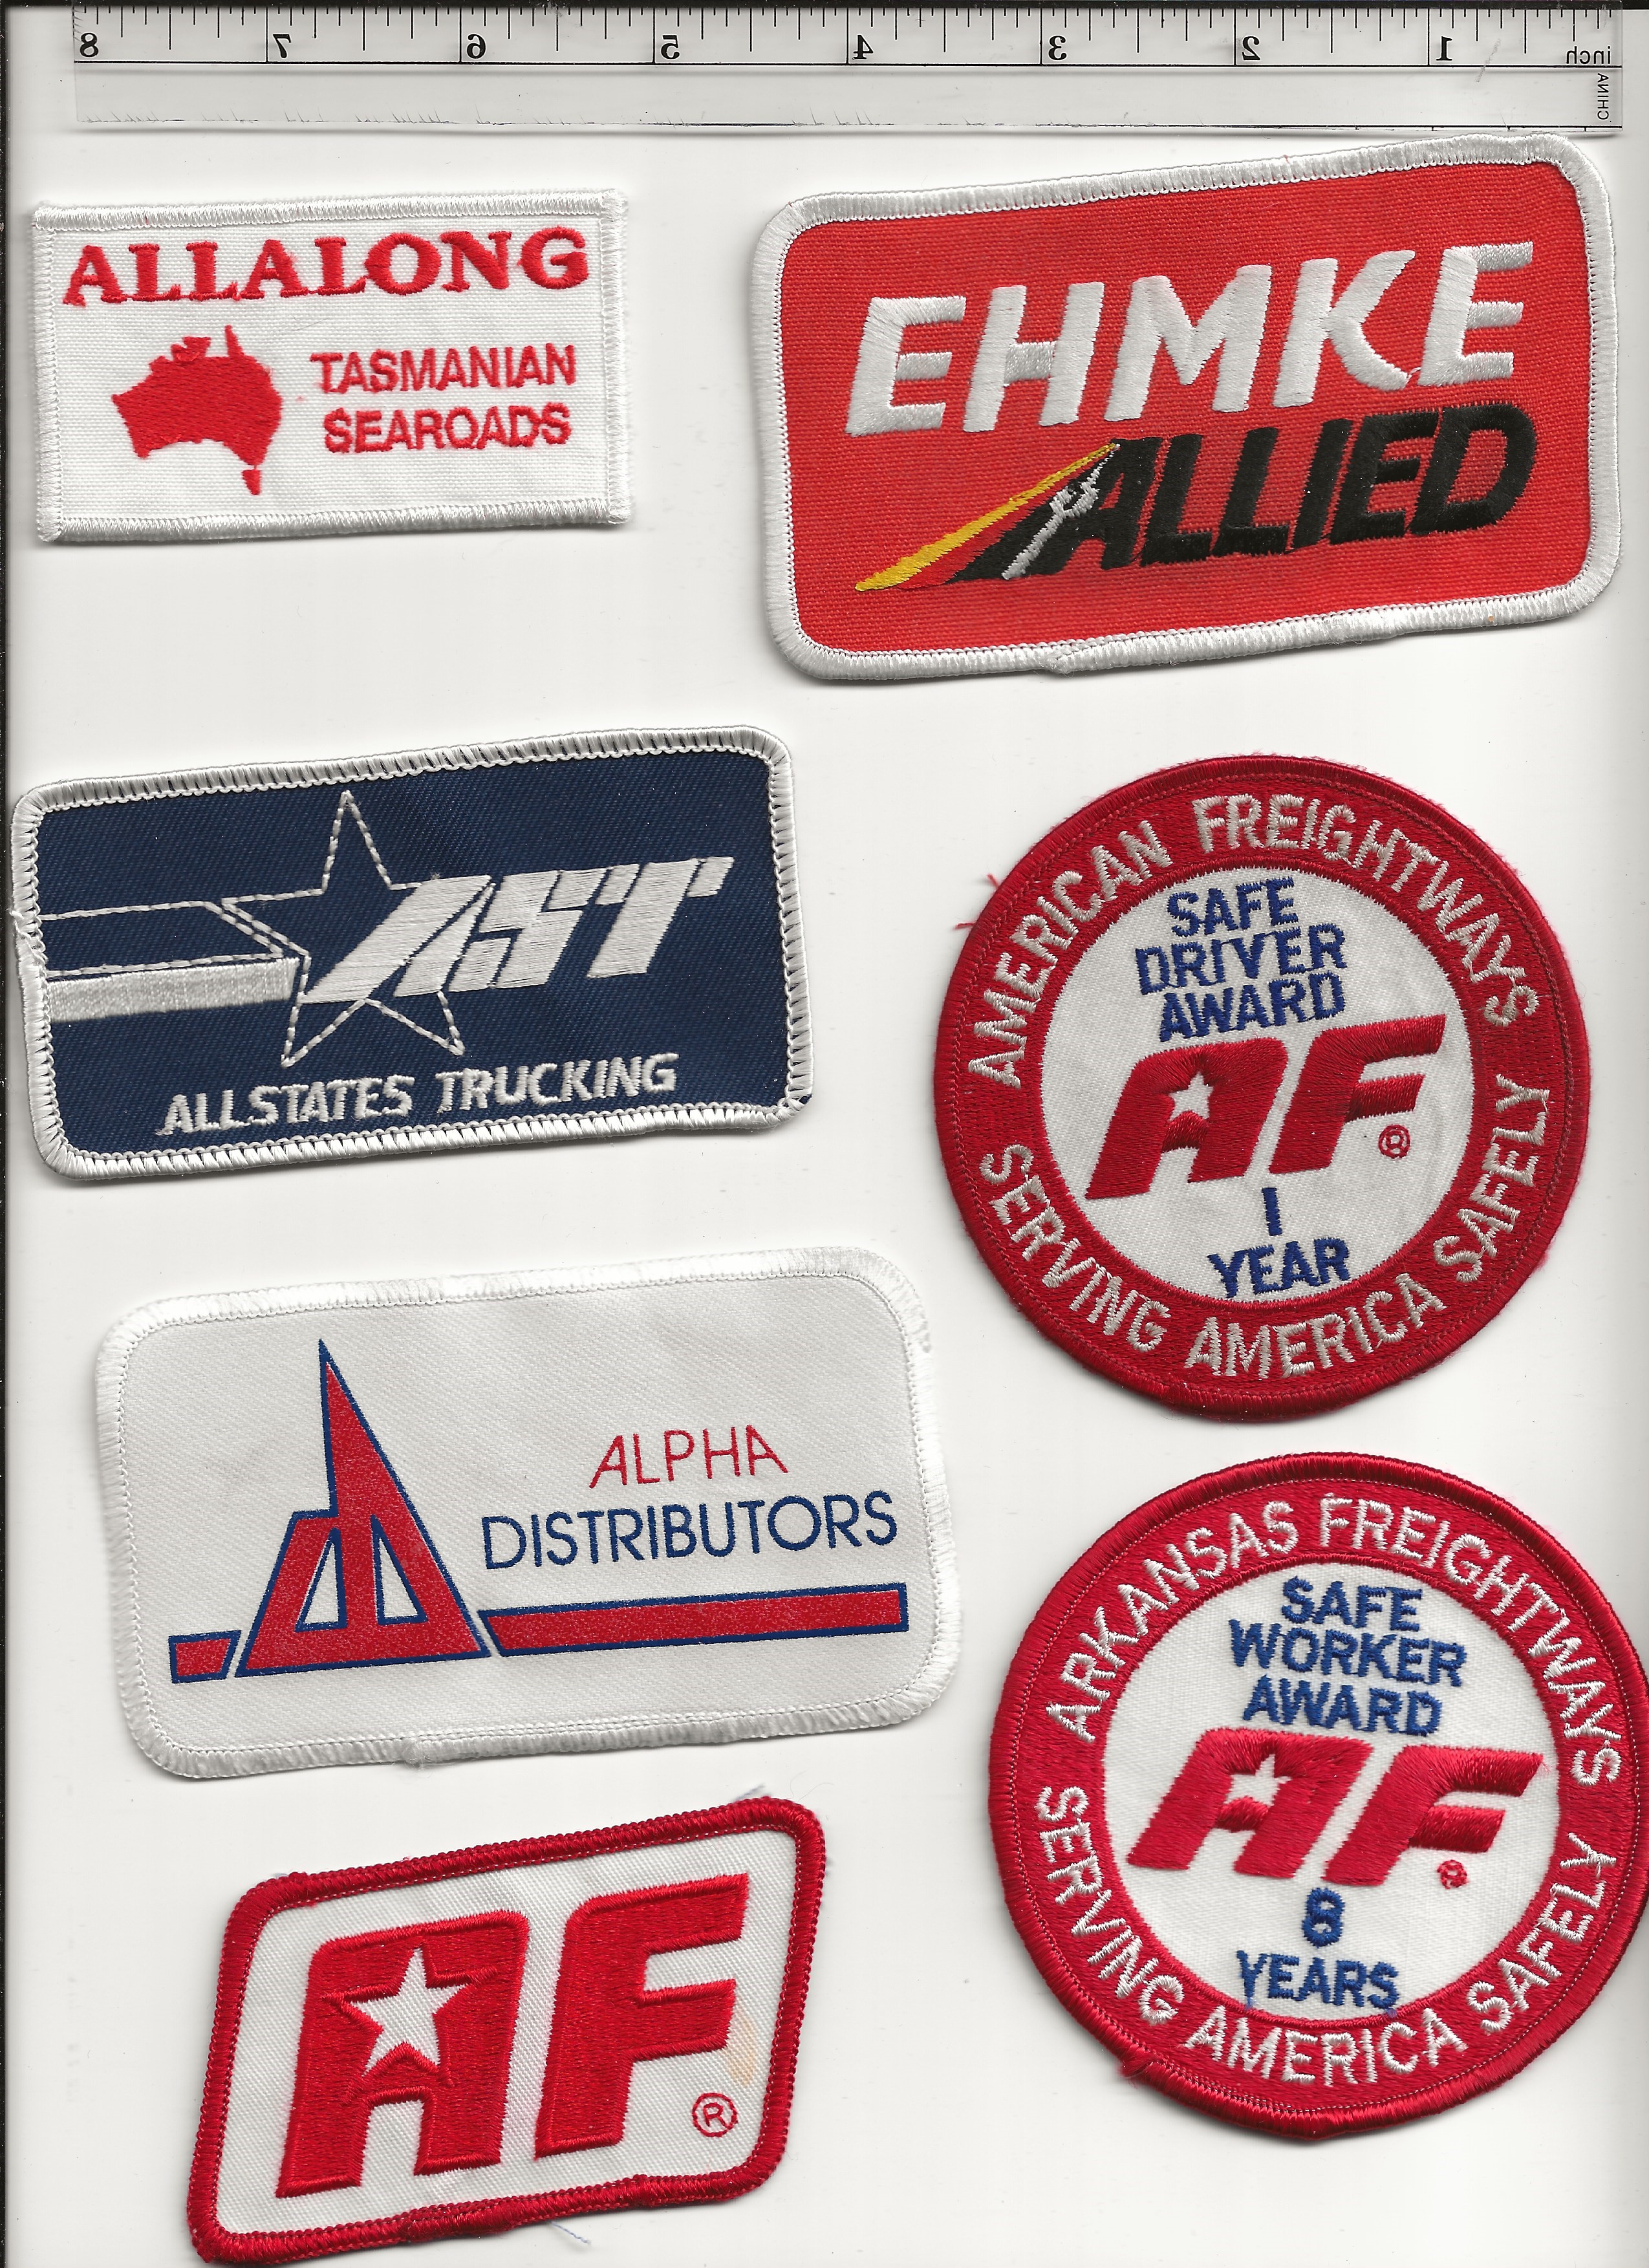 8 7 6 5 4 3 2 1 inch
CHINA
ALLALONG
TASMANIAN
SEAROADS
EHMKE
ALLIED
AST
ALLSTATES TRUCKING
AMERICAN FREIGHTWAYS
SAFE
DRIVER
AWARD
AF®
1
YEAR
SERVING AMERICA SAFELY
ALPHA
DISTRIBUTORS
ARKANSAS FREIGHTWAYS
SAFE
WORKER
AWARD
AF®
8
YEARS
SERVING AMERICA SAFELY
AF®